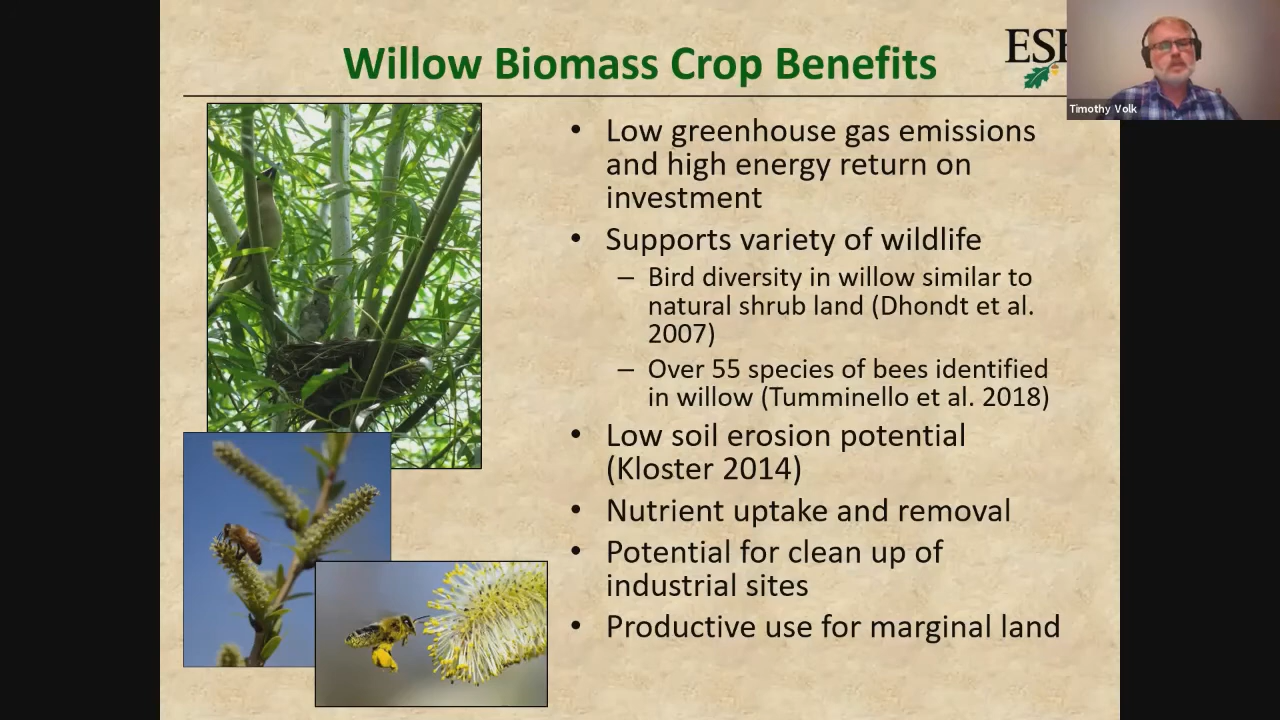 Willow Biomass Crop Benefits
ESF
Timothy Volk
• Low greenhouse gas emissions
and high energy return on
investment
• Supports variety of wildlife
– Bird diversity in willow similar to
natural shrub land (Dhondt et al.
2007)
– Over 55 species of bees identified
in willow (Tumminello et al. 2018)
• Low soil erosion potential
(Kloster 2014)
• Nutrient uptake and removal
• Potential for clean up of
industrial sites
• Productive use for marginal land